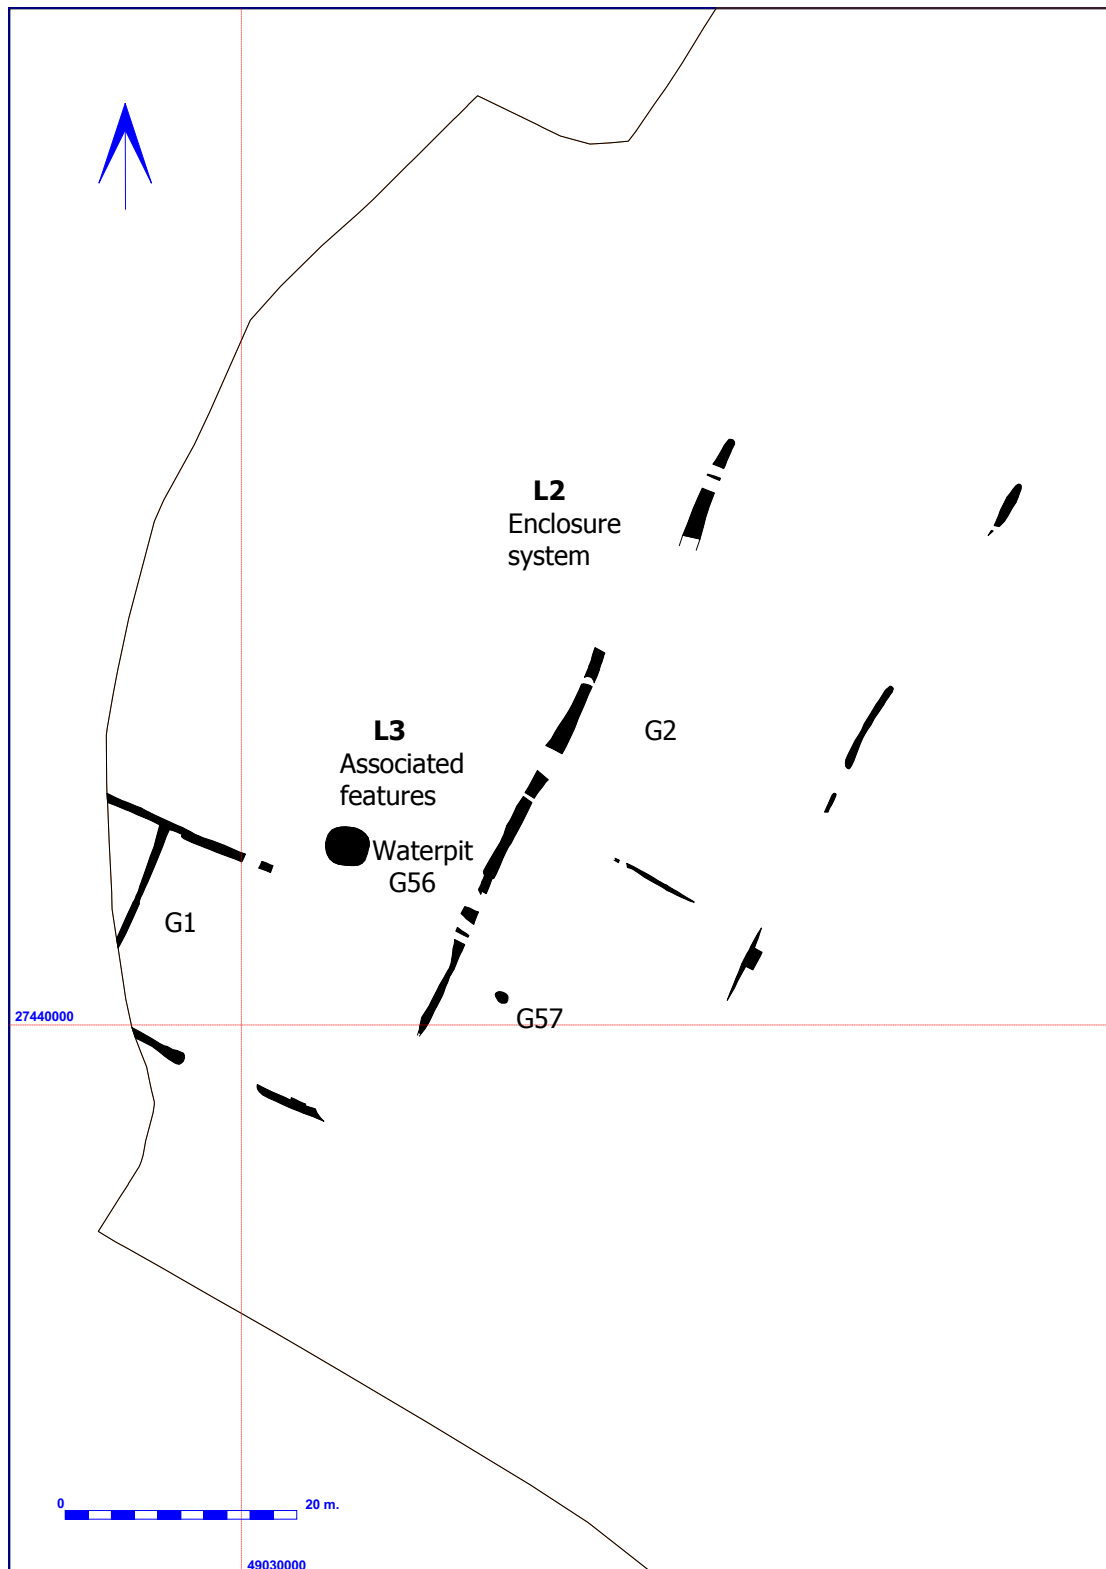 L2
Enclosure
system
L3
Associated
features
G2
Waterpit
G56
G1
G57
27440000
0
20 m.
49030000